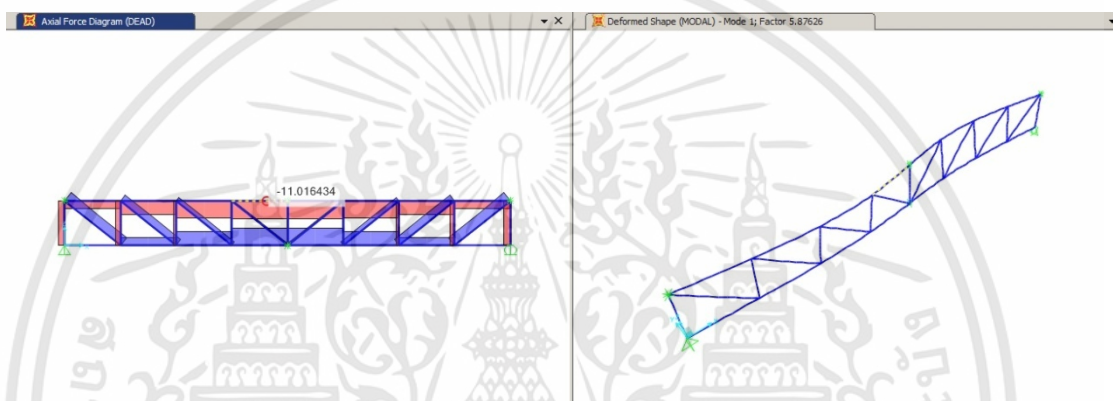 Axial Force Diagram (DEAD)
Deformed Shape (MODAL) - Mode 1; Factor 5.87626
-11.016434